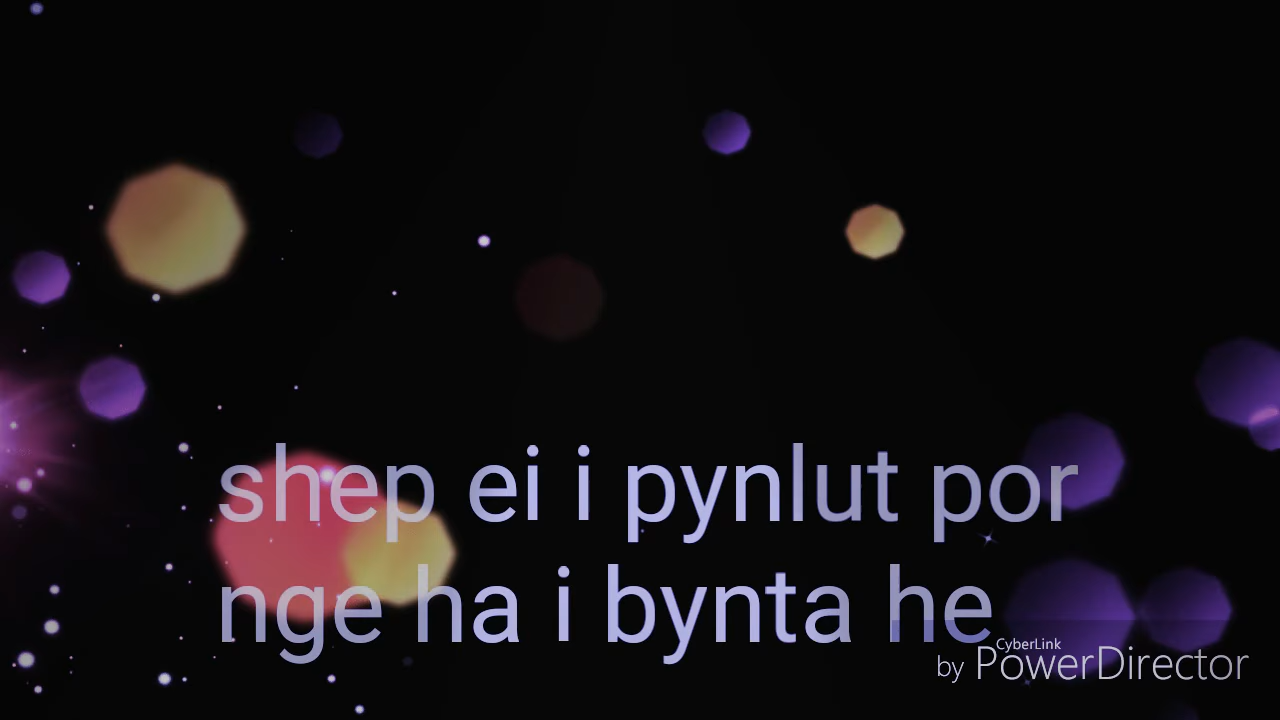 shep ei i pynlut por
nge ha i bynta he
CyberLink
by PowerDirector